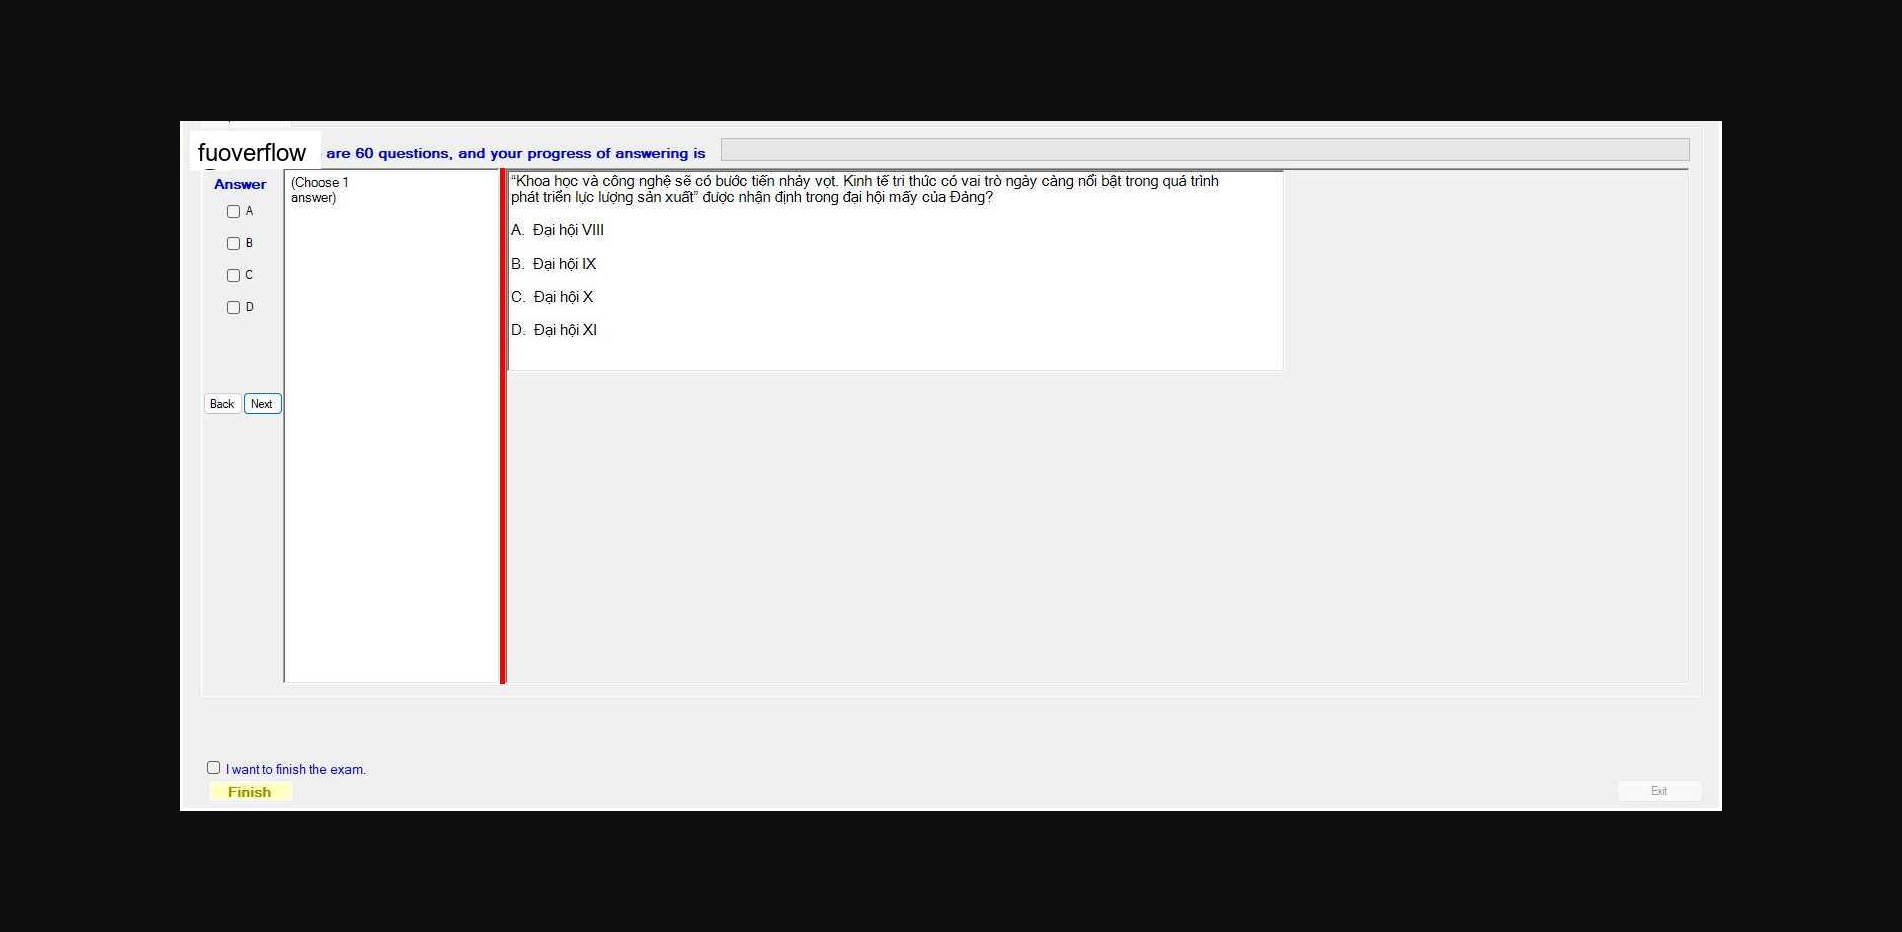 fuoverflow are 60 questions, and your progress of answering is
Answer
A
B
C
D
Back Next
(Choose 1
answer)
“Khoa học và công nghệ sẽ có bước tiến nhảy vọt. Kinh tế tri thức có vai trò ngày càng nổi bật trong quá trình
phát triển lực lượng sản xuất” được nhận định trong đại hội mấy của Đảng?
A. Đại hội VIII
B. Đại hội IX
C. Đại hội X
D. Đại hội XI
I want to finish the exam.
Finish
Exit